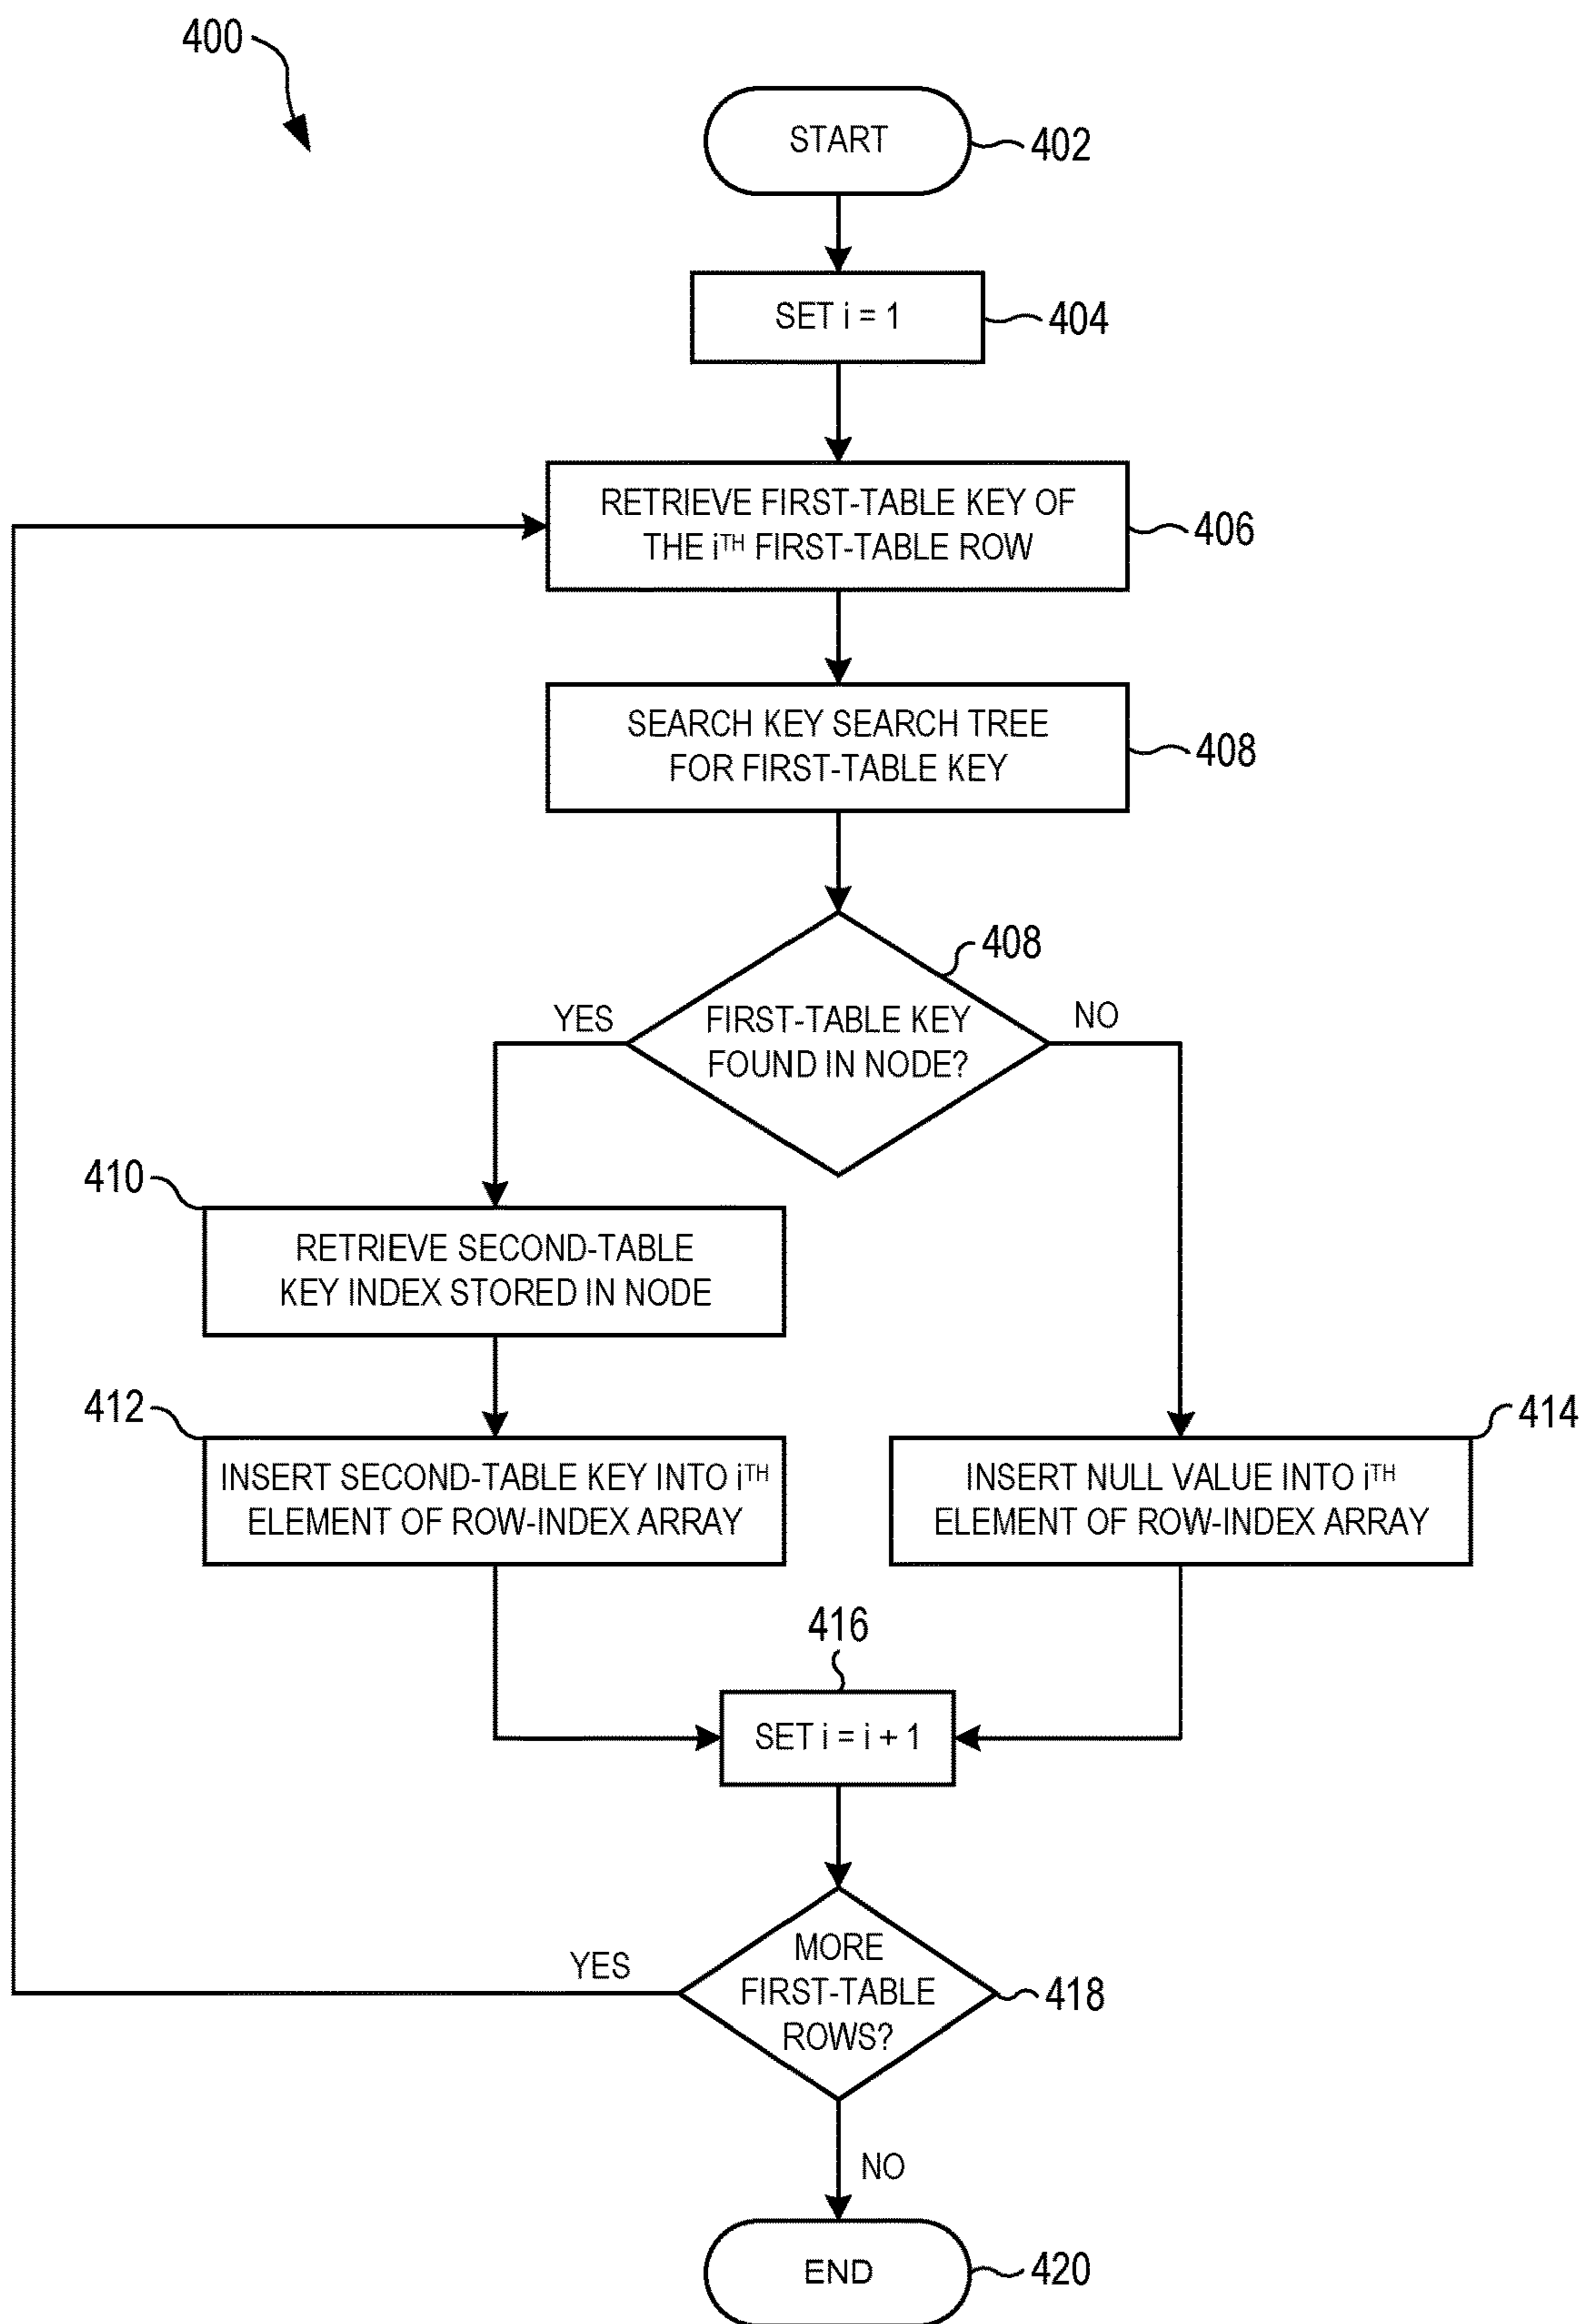 400
START
402
SET i = 1
404
RETRIEVE FIRST-TABLE KEY OF
THE iTH FIRST-TABLE ROW
406
SEARCH KEY SEARCH TREE
FOR FIRST-TABLE KEY
408
408
YES
FIRST-TABLE KEY
FOUND IN NODE?
NO
410
RETRIEVE SECOND-TABLE
KEY INDEX STORED IN NODE
412
INSERT SECOND-TABLE KEY INTO iTH
ELEMENT OF ROW-INDEX ARRAY
414
INSERT NULL VALUE INTO iTH
ELEMENT OF ROW-INDEX ARRAY
416
SET i = i + 1
YES
MORE
FIRST-TABLE
ROWS?
418
NO
END
420